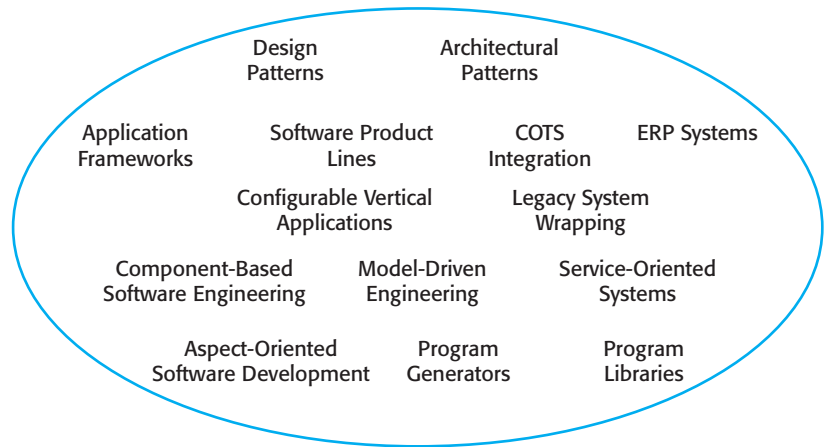 Design
Patterns
Architectural
Patterns
Application
Frameworks
Software Product
Lines
COTS
Integration
ERP Systems
Configurable Vertical
Applications
Legacy System
Wrapping
Component-Based
Software Engineering
Model-Driven
Engineering
Service-Oriented
Systems
Aspect-Oriented
Software Development
Program
Generators
Program
Libraries